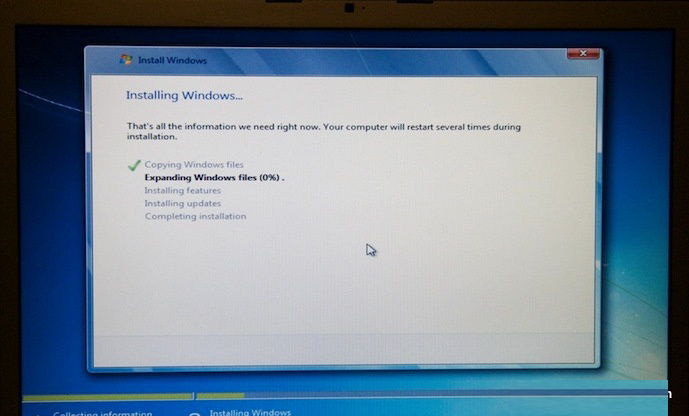 Install Windows
Installing Windows...
That's all the information we need right now. Your computer will restart several times during
installation.
Copying Windows files
Expanding Windows files (0%) .
Installing features
Installing updates
Completing installation
Collecting information
Installing Windows